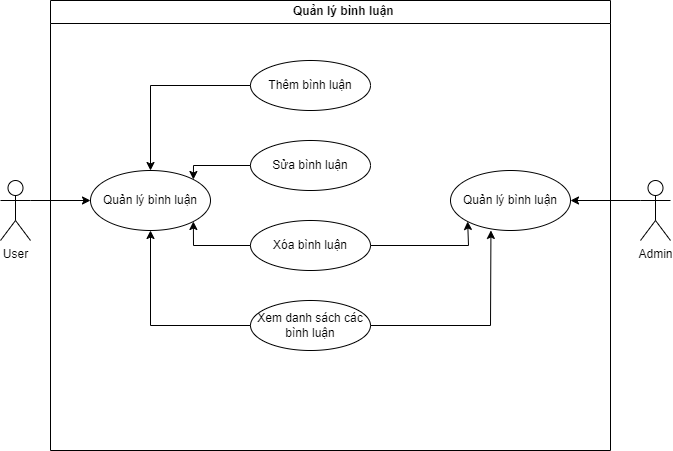 Quản lý bình luận
Thêm bình luận
Sửa bình luận
Quản lý bình luận
Quản lý bình luận
Xóa bình luận
User
Admin
Xem danh sách các
bình luận